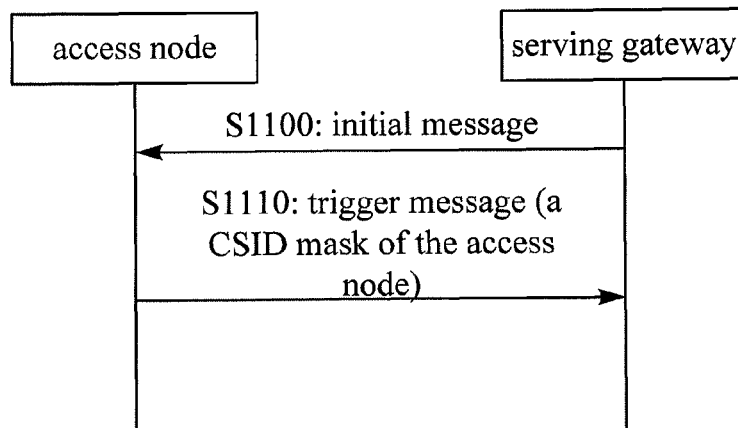 access node
serving gateway
S1100: initial message
S1110: trigger message (a
CSID mask of the access
node)